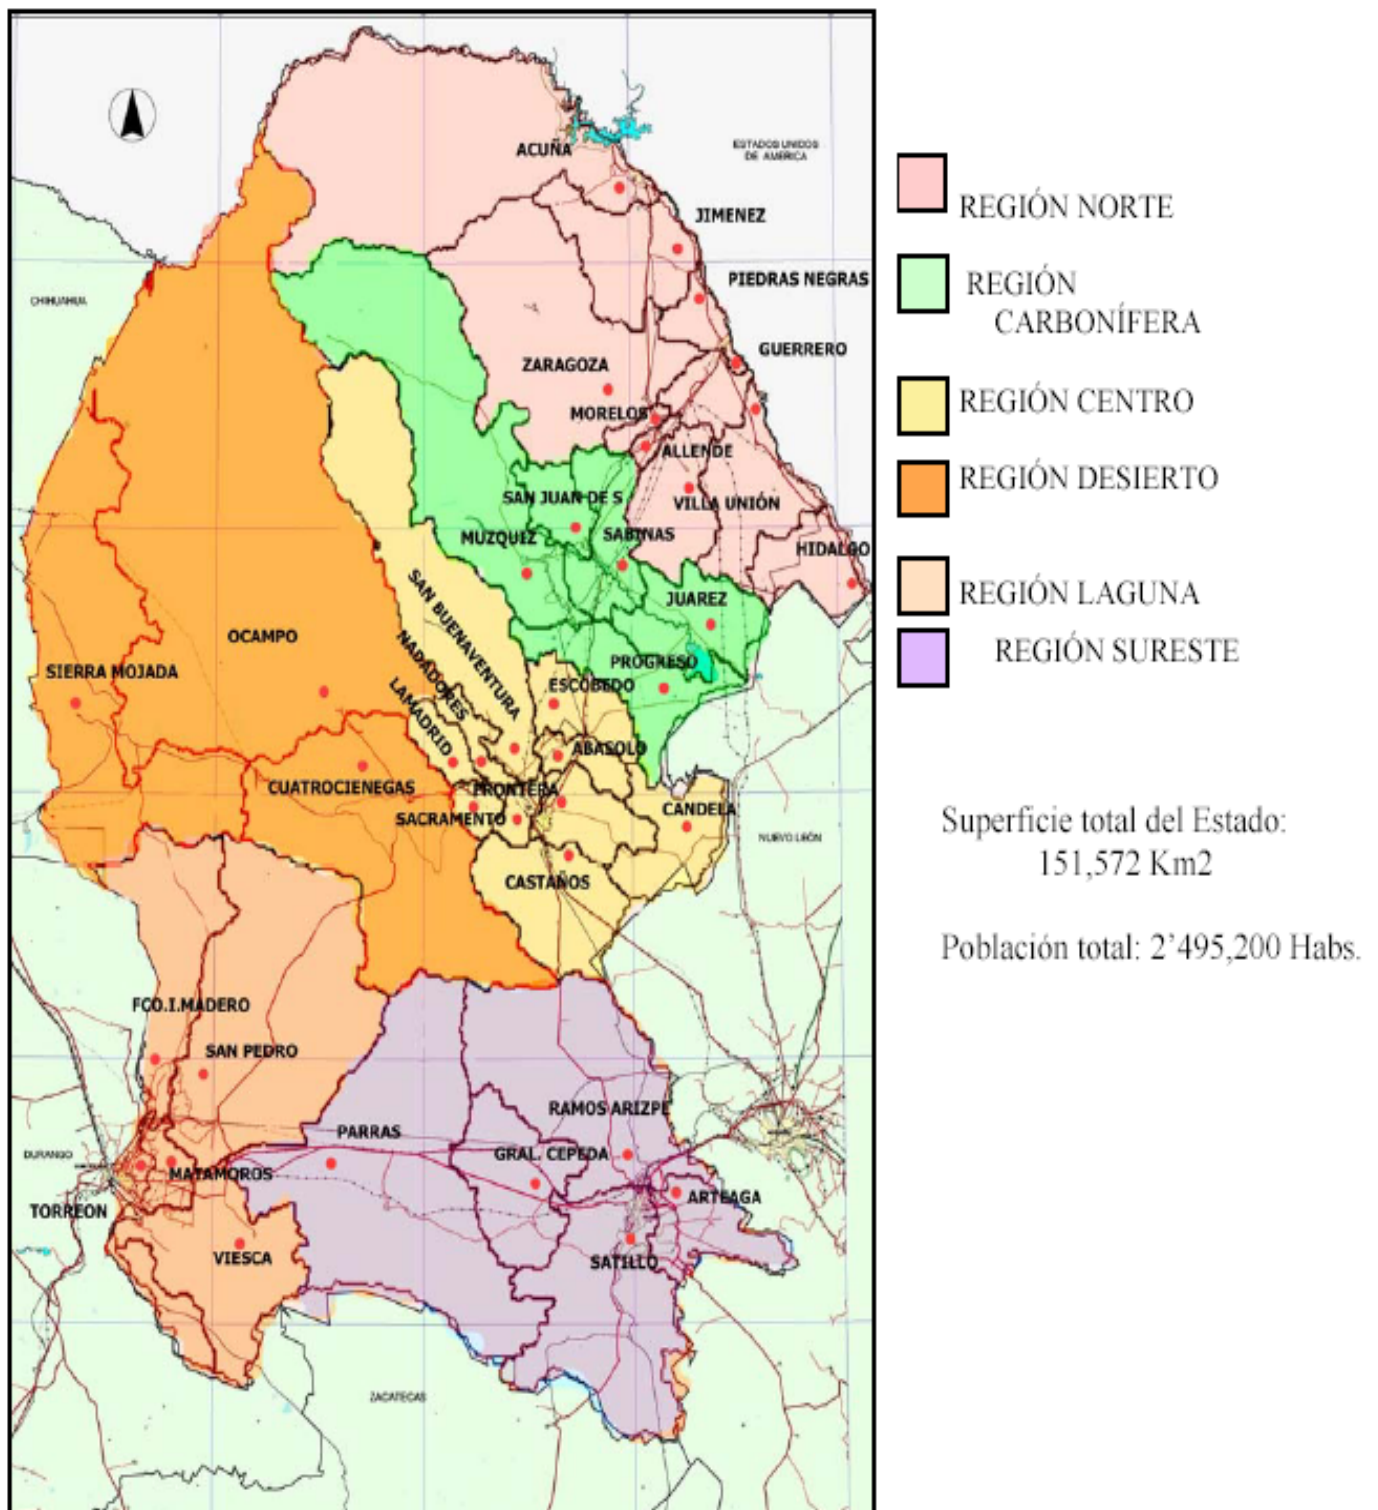 ESTADOS UNIDOS
DE AMERICA
ACUÑA
JIMENEZ
CHIHUAHUA
PIEDRAS NEGRAS
GUERRERO
ZARAGOZA
MORELOS
ALLENDE
SAN JUAN DE S
VILLA UNIÓN
MUZQUIZ
SABINAS
HIDALGO
JUAREZ
SAN BUENAVENTURA
OCAMPO
NADADORES
SIERRA MOJADA
PROGRESO
ESCOBEDO
LAMADRID
ABASOLO
CUATROCIENEGAS
FRONTERA
SACRAMENTO
CANDELA
NUEVO LEÓN
CASTAÑOS
FCO.I.MADERO
SAN PEDRO
RAMOS ARIZPE
PARRAS
GRAL. CEPEDA
DURANGO
MATAMOROS
ARTEAGA
TORREON
VIESCA
SATILLO
ZACATECAS
REGIÓN NORTE
REGIÓN
CARBONÍFERA
REGIÓN CENTRO
REGIÓN DESIERTO
REGIÓN LAGUNA
REGIÓN SURESTE
Superficie total del Estado:
151,572 Km2
Población total: 2’495,200 Habs.